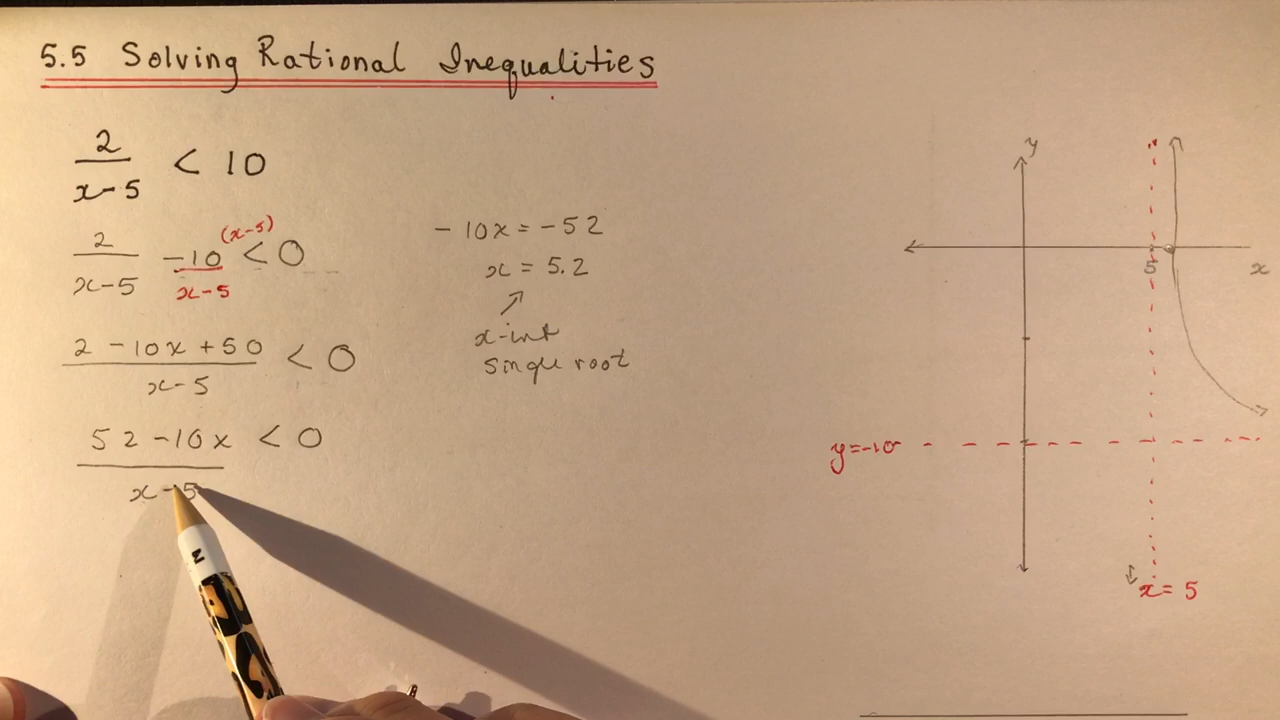 5.5 Solving Rational Inequalities
2/(x-5) < 10
2/(x-5) -10(x-5)/(x-5) < 0
(2 - 10x + 50)/(x-5) < 0
(52 - 10x)/(x-5) < 0
- 10x = -52
x = 5.2
x-int
single root
y
5
x
y=-10
x = 5
N